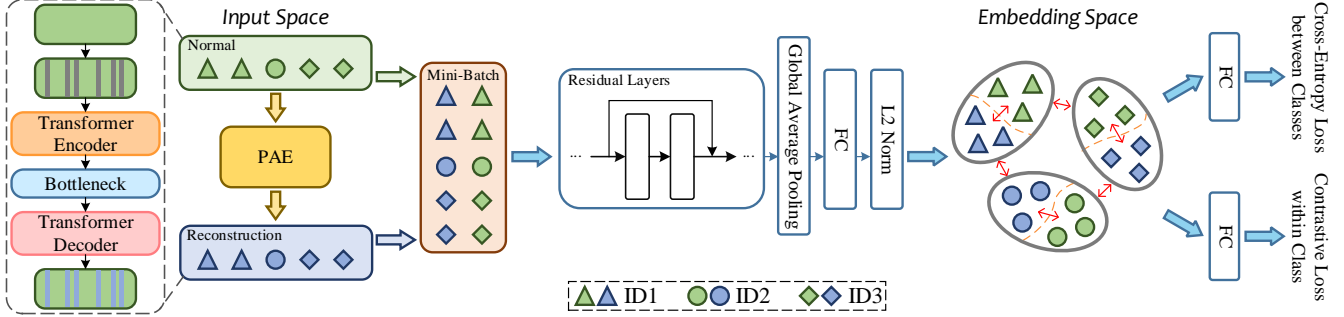 Input Space
Embedding Space
Transformer
Encoder
Bottleneck
Transformer
Decoder
Normal
PAE
Reconstruction
Mini-Batch
Residual Layers
...
...
Global Average Pooling
FC
L2 Norm
FC
Cross-Entropy Loss
between Classes
FC
Contrastive Loss
within Class
ID1
ID2
ID3